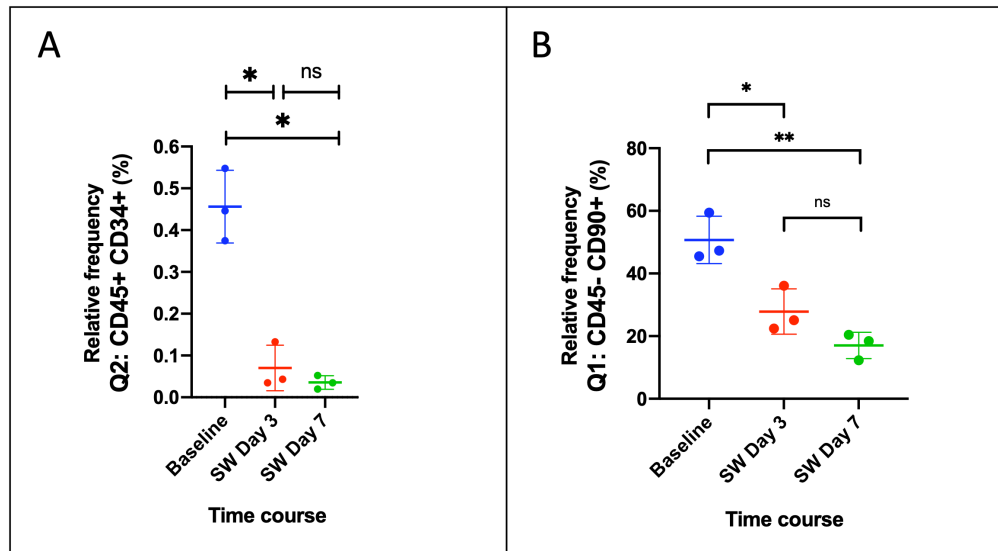 A
* ns
*
0.6
0.5
0.4
0.3
0.2
0.1
0.0
Relative frequency
Q2: CD45+ CD34+ (%)
Baseline
SW Day 3
SW Day 7
Time course
B
*
**
ns
80
60
40
20
0
Relative frequency
Q1: CD45- CD90+ (%)
Baseline
SW Day 3
SW Day 7
Time course